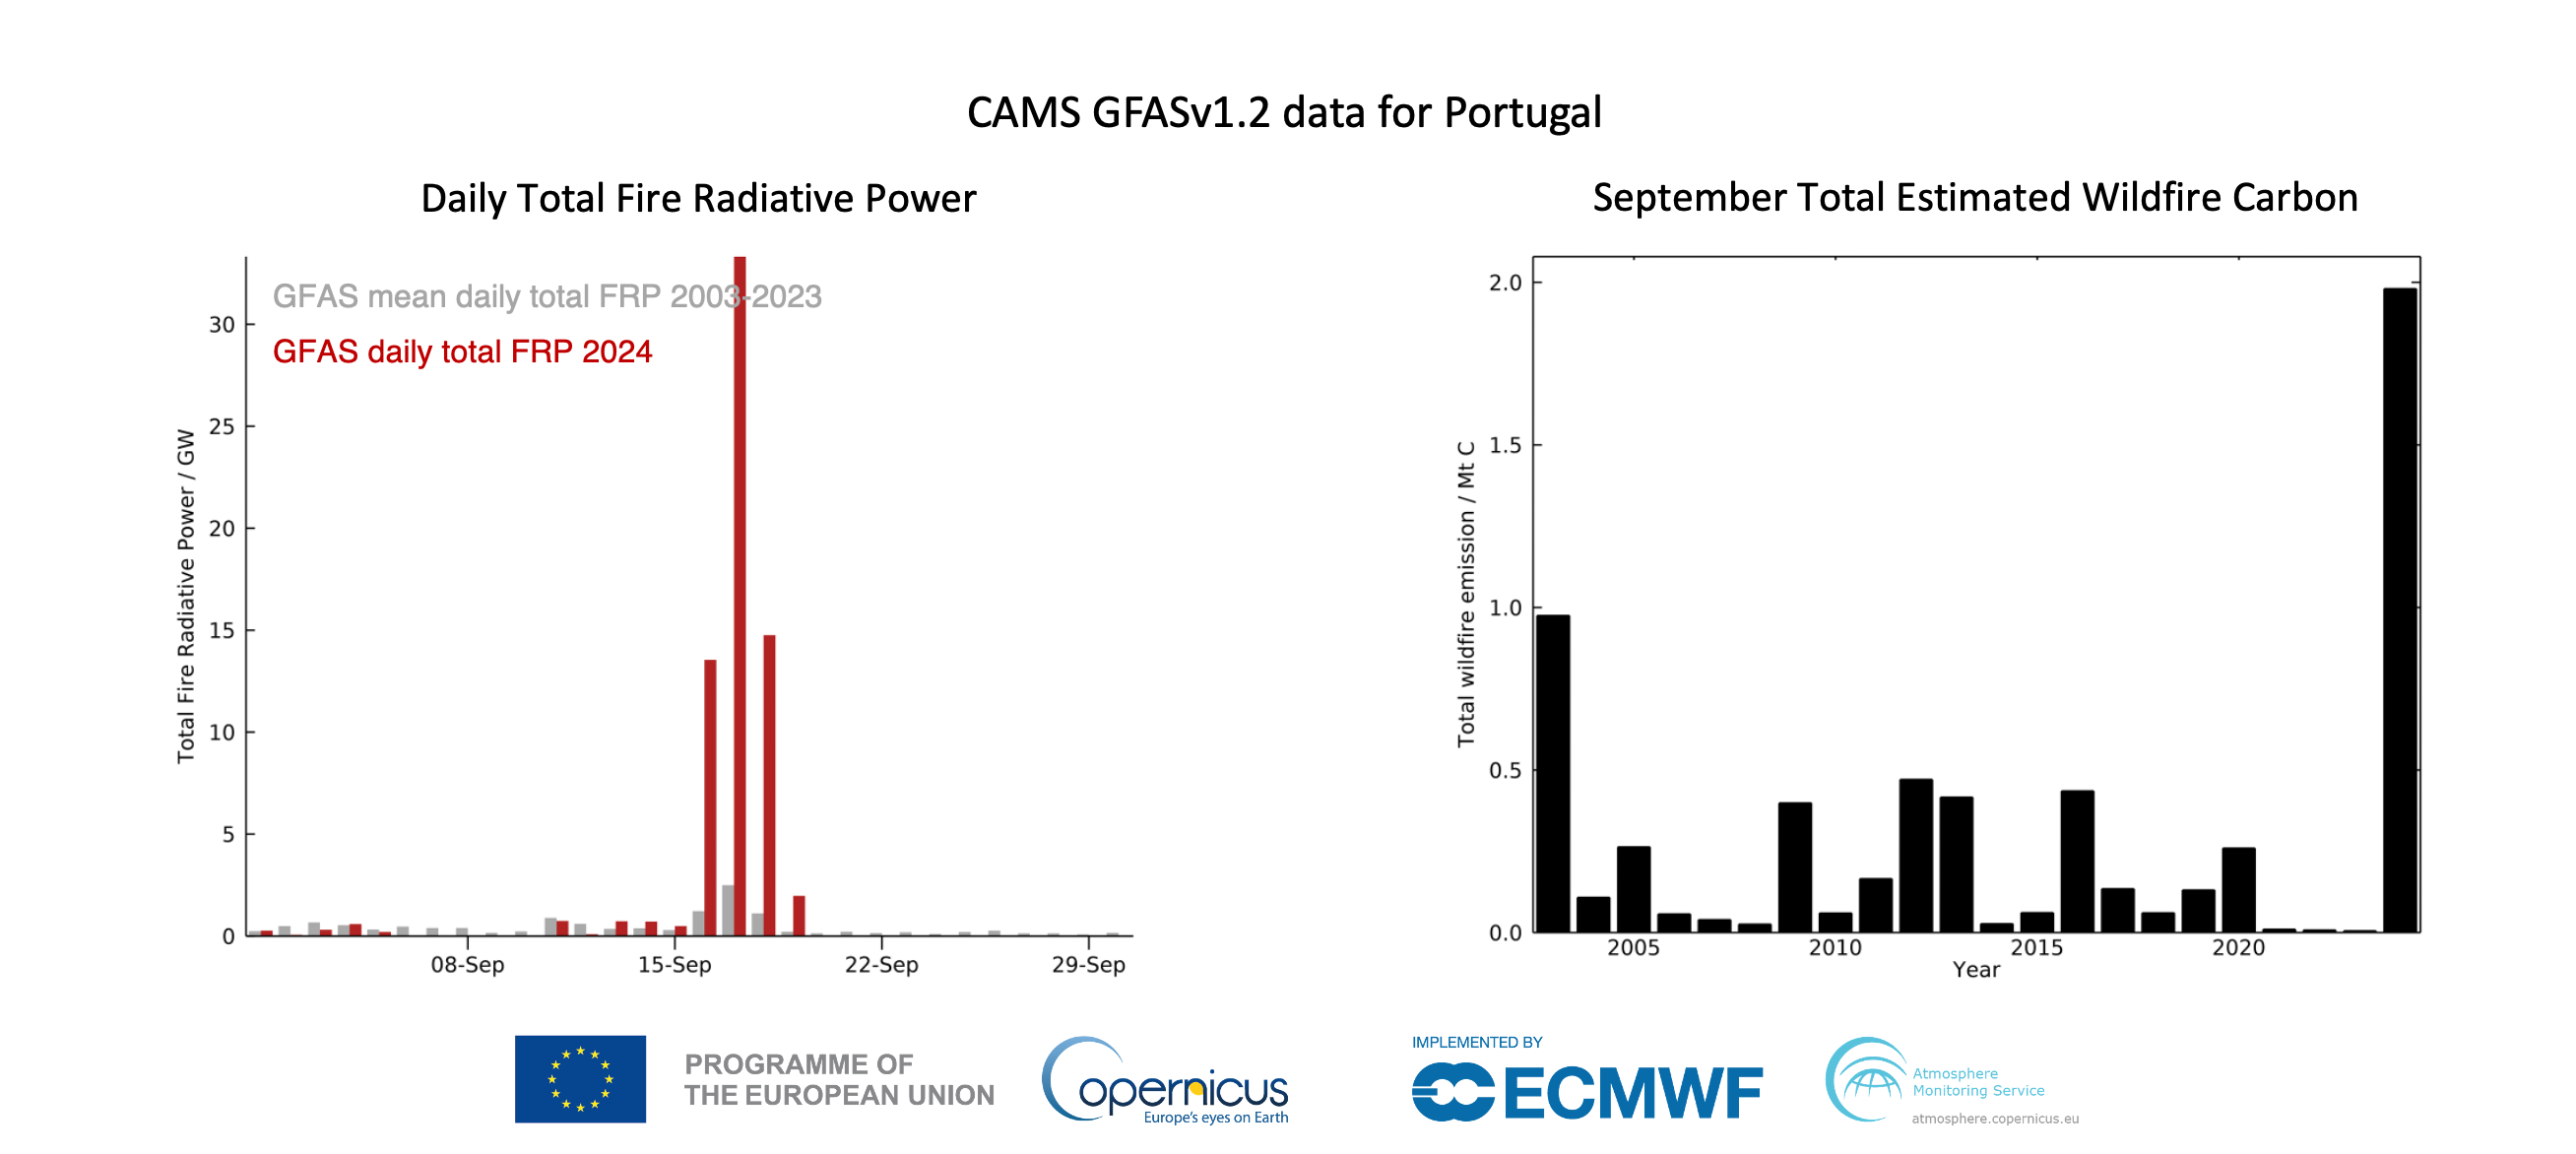 CAMS GFASv1.2 data for Portugal
Daily Total Fire Radiative Power
GFAS mean daily total FRP 2003-2023
GFAS daily total FRP 2024
Total Fire Radiative Power / GW
30
25
20
15
10
5
0
08-Sep
15-Sep
22-Sep
29-Sep
September Total Estimated Wildfire Carbon
Total wildfire emission / Mt C
2.0
1.5
1.0
0.5
0.0
2005
2010
2015
2020
Year
PROGRAMME OF
THE EUROPEAN UNION
opernicus
Europe's eyes on Earth
IMPLEMENTED BY
ECMWF
Atmosphere
Monitoring Service
atmosphere.copernicus.eu